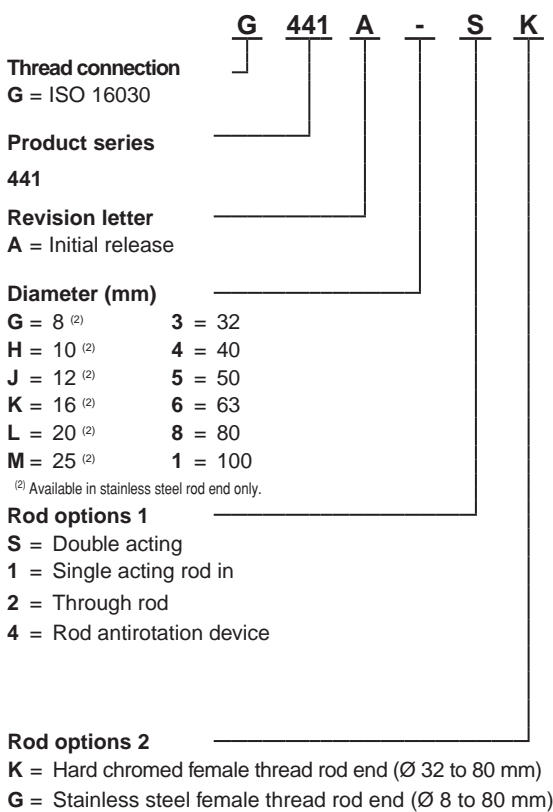 G 441 A - S K
Thread connection
G = ISO 16030
Product series
441
Revision letter
A = Initial release
Diameter (mm)
G = 8 (2) 3 = 32
H = 10 (2) 4 = 40
J = 12 (2) 5 = 50
K = 16 (2) 6 = 63
L = 20 (2) 8 = 80
M = 25 (2) 1 = 100
(2) Available in stainless steel rod end only.
Rod options 1
S = Double acting
1 = Single acting rod in
2 = Through rod
4 = Rod antirotation device
Rod options 2
K = Hard chromed female thread rod end (Ø 32 to 80 mm)
G = Stainless steel female thread rod end (Ø 8 to 80 mm)